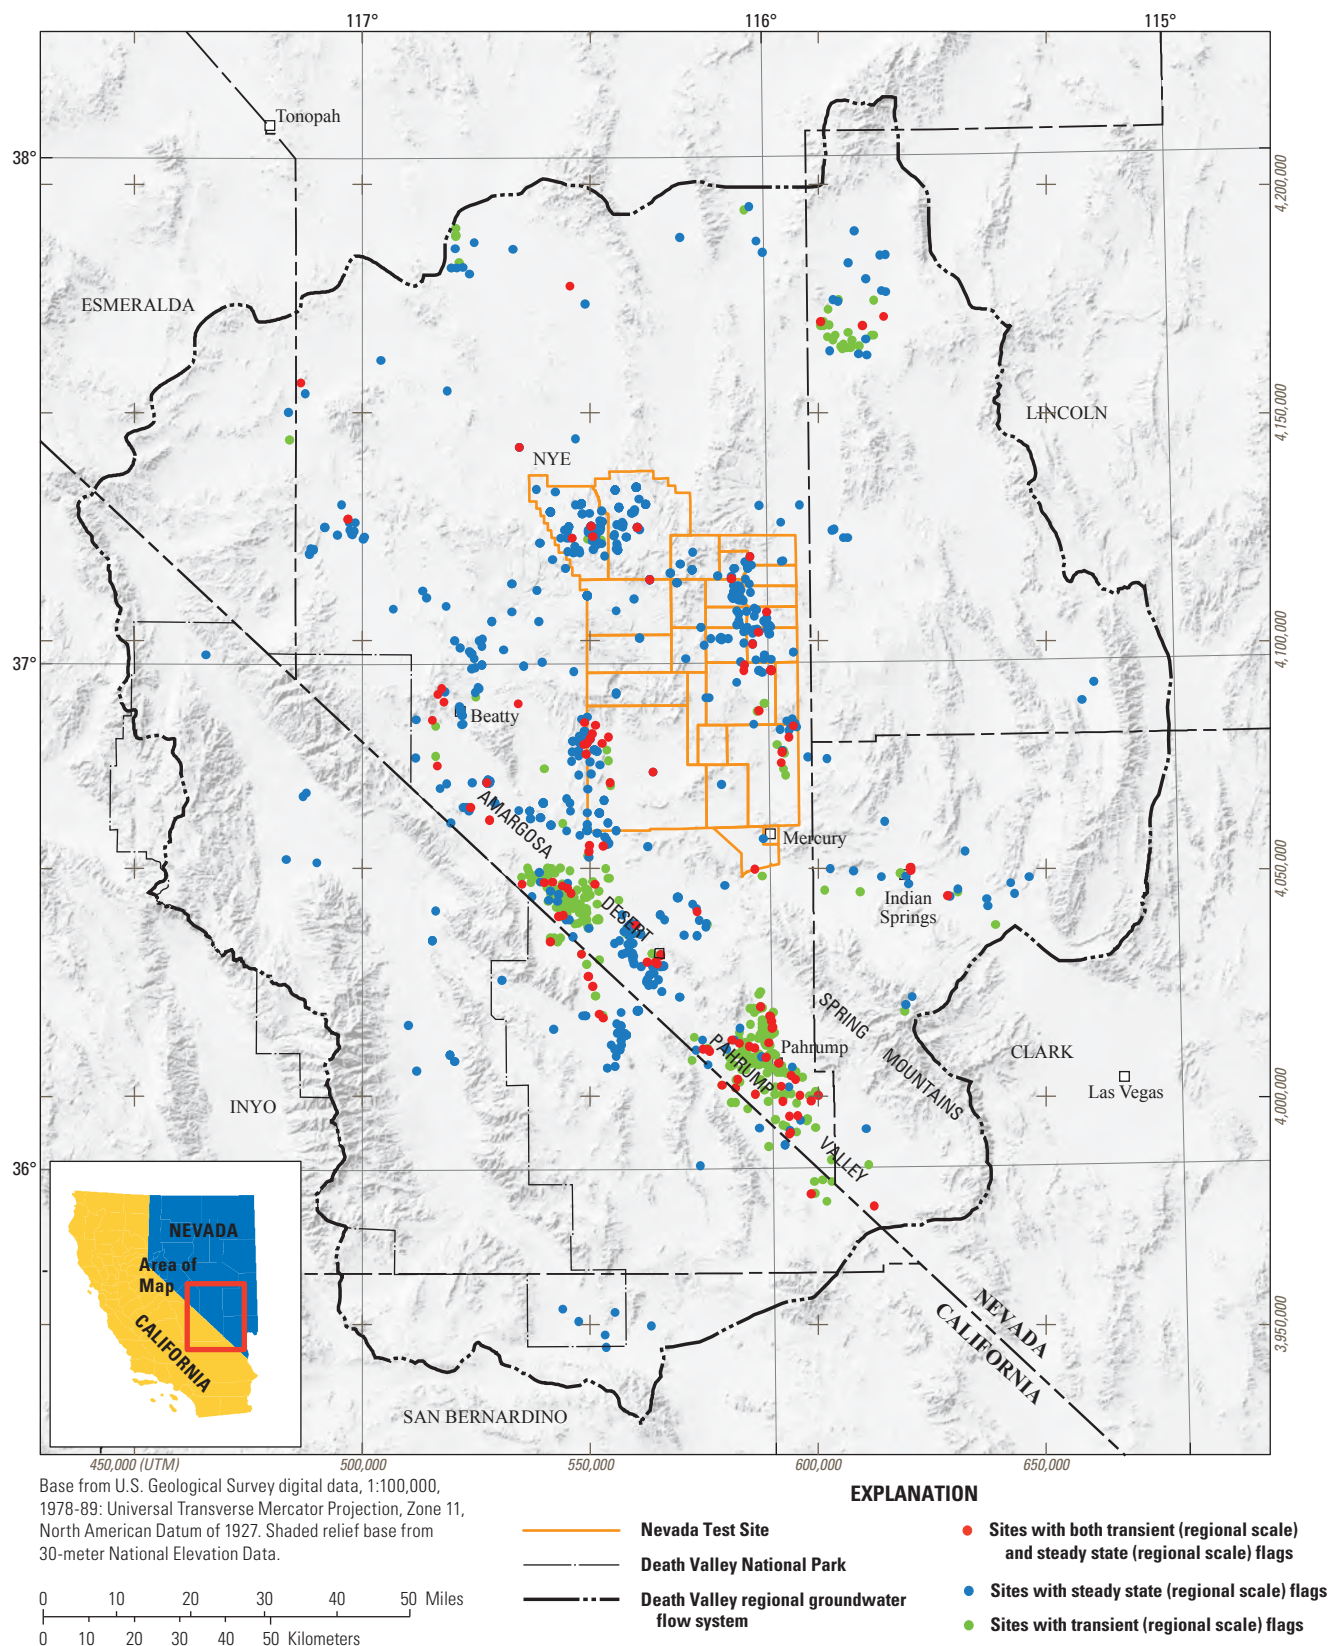 117°
116°
115°
Tonopah
38°
4,200,000
ESMERALDA
4,150,000
LINCOLN
NYE
4,100,000
37°
Beatty
AMARGOSA
DESERT
Mercury
4,050,000
Indian
Springs
SPRING
MOUNTAINS
PAHRUMP
VALLEY
Pahrump
CLARK
Las Vegas
4,000,000
INYO
36°
NEVADA
Area of
Map
CALIFORNIA
NEVADA
CALIFORNIA
3,950,000
SAN BERNARDINO
450,000 (UTM)
500,000
550,000
600,000
650,000
Base from U.S. Geological Survey digital data, 1:100,000,
1978-89: Universal Transverse Mercator Projection, Zone 11,
North American Datum of 1927. Shaded relief base from
30-meter National Elevation Data.
0 10 20 30 40 50 Miles
0 10 20 30 40 50 Kilometers
EXPLANATION
Nevada Test Site
Death Valley National Park
Death Valley regional groundwater
flow system
Sites with both transient (regional scale)
and steady state (regional scale) flags
Sites with steady state (regional scale) flags
Sites with transient (regional scale) flags